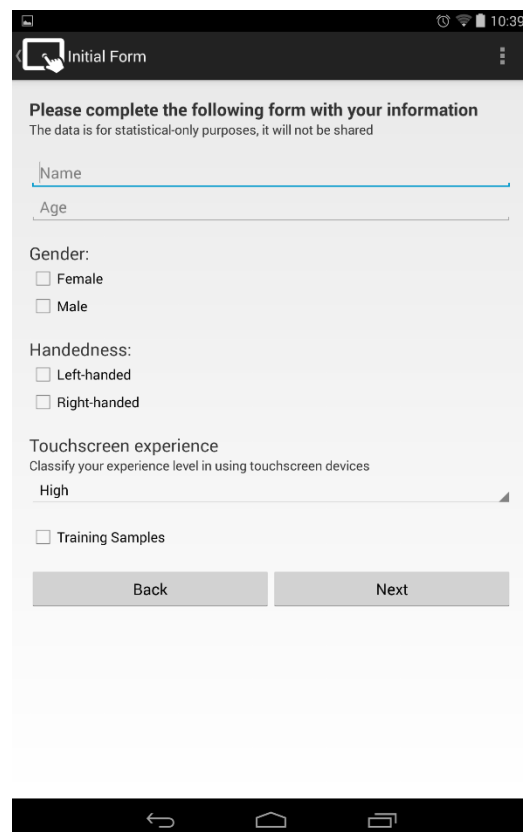 10:39
Initial Form
Please complete the following form with your information
The data is for statistical-only purposes, it will not be shared
Name
Age
Gender:
Female
Male
Handedness:
Left-handed
Right-handed
Touchscreen experience
Classify your experience level in using touchscreen devices
High
Training Samples
Back Next